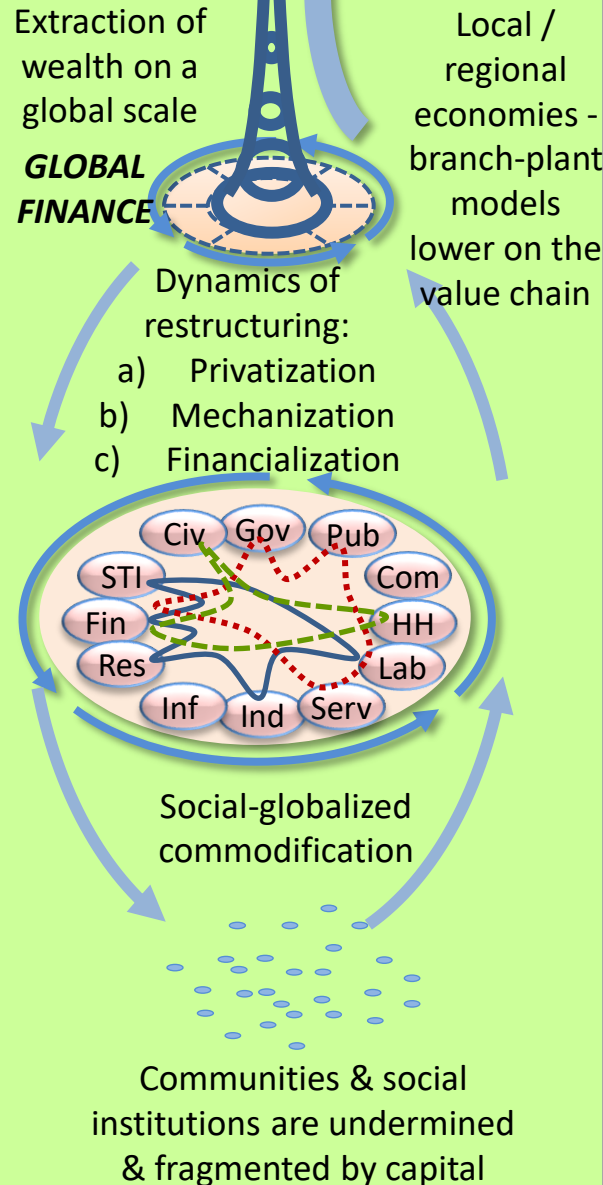 Extraction of
wealth on a
global scale
GLOBAL
FINANCE
Local /
regional
economies -
branch-plant
models
lower on the
value chain
Dynamics of
restructuring:
a) Privatization
b) Mechanization
c) Financialization
Civ Gov Pub
STI Com
Fin HH
Res Lab
Inf Ind Serv
Social-globalized
commodification
Communities & social
institutions are undermined
& fragmented by capital